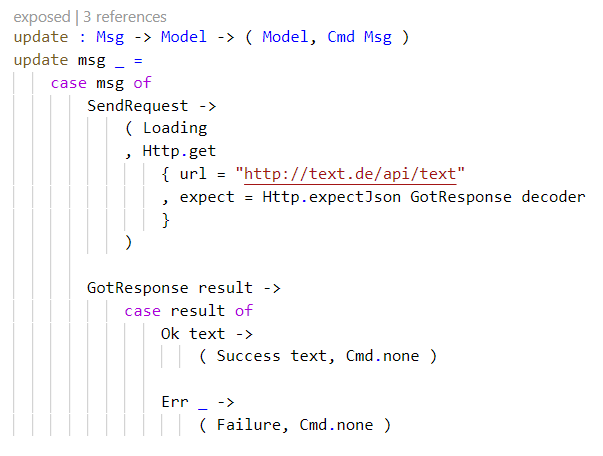 exposed | 3 references
update : Msg -> Model -> ( Model, Cmd Msg )
update msg _ =
case msg of
SendRequest ->
( Loading
, Http.get
{ url = "http://text.de/api/text"
, expect = Http.expectJson GotResponse decoder
}
)
GotResponse result ->
case result of
Ok text ->
( Success text, Cmd.none )
Err _ ->
( Failure, Cmd.none )